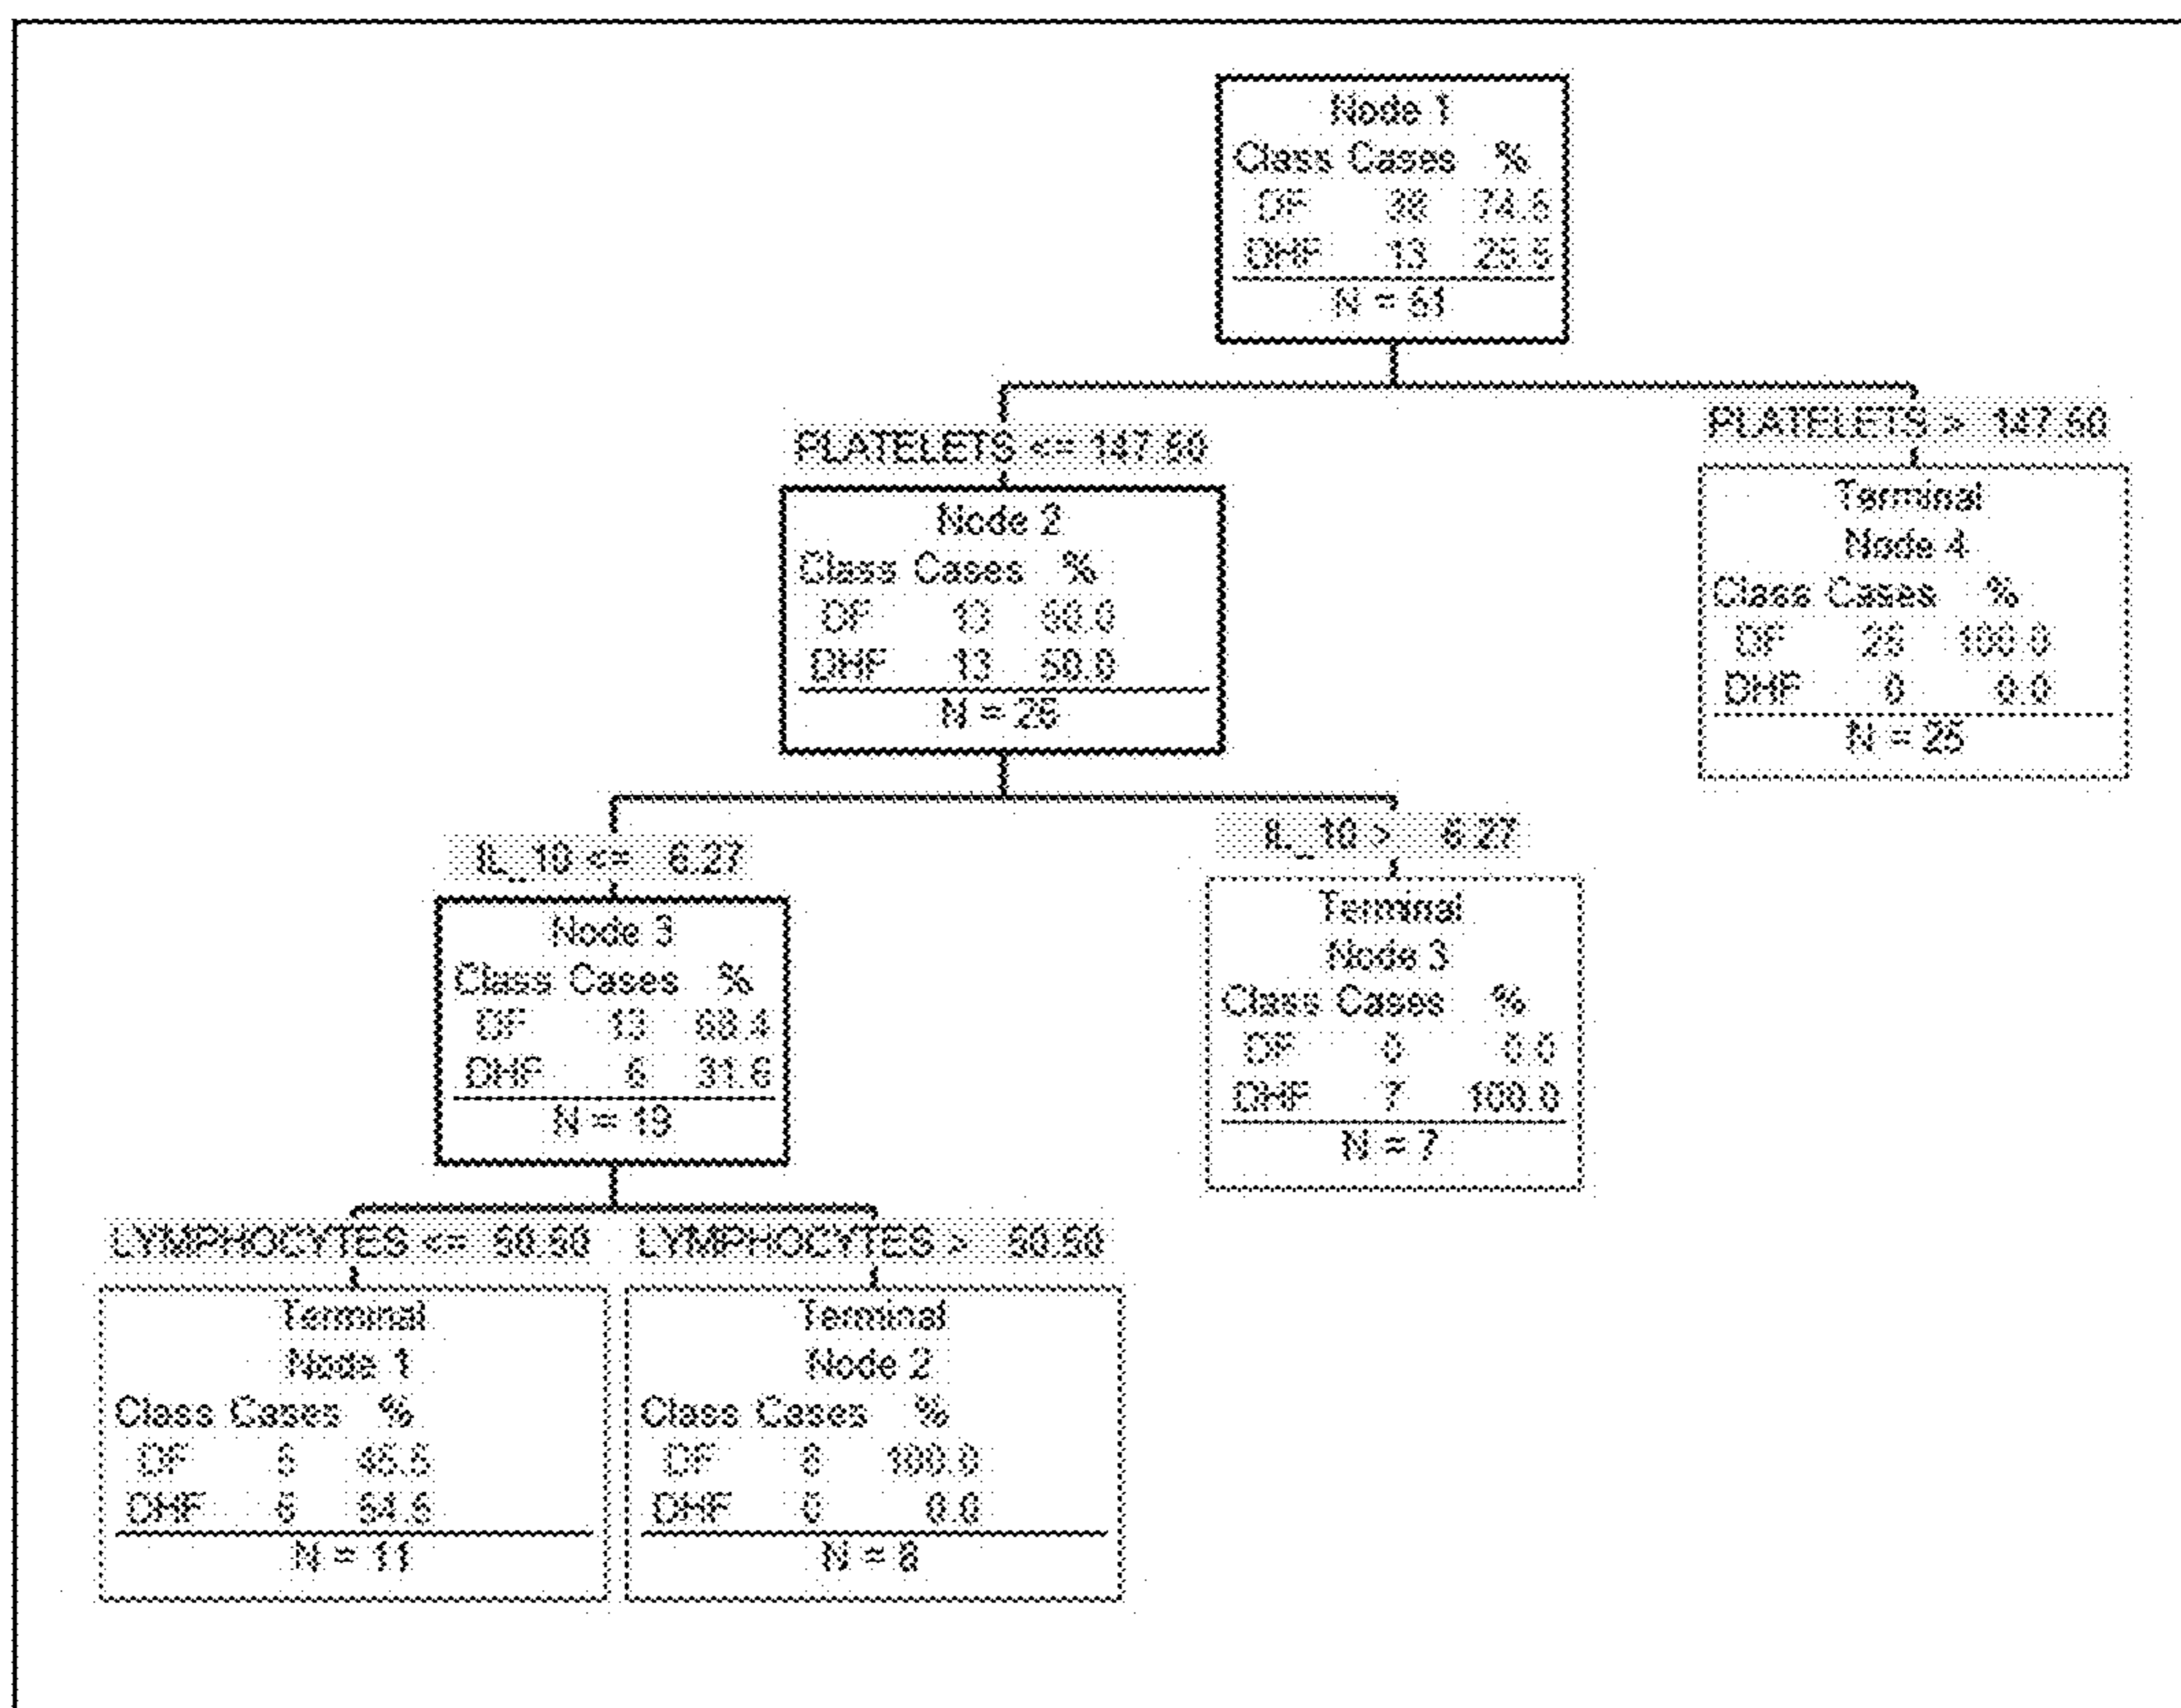 Node 1
Class Cases %
DF 38 74.5
DHF 13 25.5
N = 51
PLATELETS <= 147.50
PLATELETS > 147.50
Node 2
Class Cases %
DF 13 50.0
DHF 13 50.0
N = 26
Terminal
Node 4
Class Cases %
DF 25 100.0
DHF 0 0.0
N = 25
IL_10 <= 6.27
IL_10 > 6.27
Node 3
Class Cases %
DF 13 68.4
DHF 6 31.6
N = 19
Terminal
Node 3
Class Cases %
DF 0 0.0
DHF 7 100.0
N = 7
LYMPHOCYTES <=
LYMPHOCYTES >
Terminal
Node 1
Class Cases %
DF 5 45.5
DHF 6 54.5
N = 11
Terminal
Node 2
Class Cases %
DF 8 100.0
DHF 0 0.0
N = 8